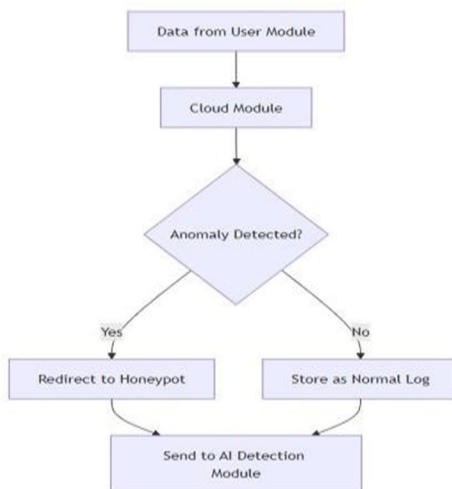 Data from User Module
Cloud Module
Anomaly Detected?
Yes
No
Redirect to Honeypot
Store as Normal Log
Send to AI Detection
Module